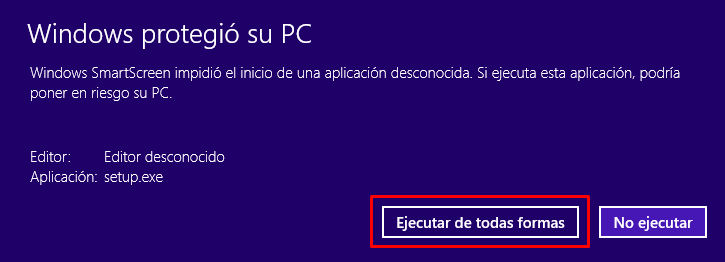 Windows protegió su PC
Windows SmartScreen impidió el inicio de una aplicación desconocida. Si ejecuta esta aplicación, podría
poner en riesgo su PC.
Editor: Editor desconocido
Aplicación: setup.exe
Ejecutar de todas formas No ejecutar